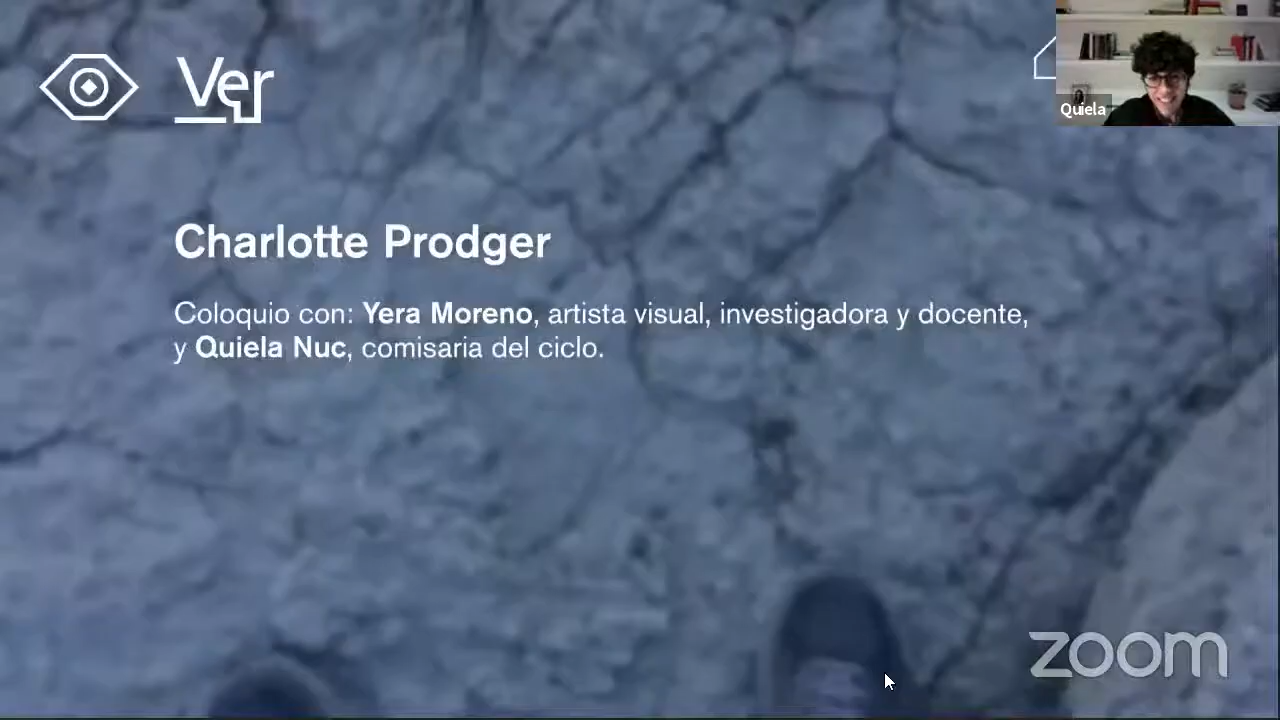 Ver
Quiela
Charlotte Prodger
Coloquio con: Yera Moreno, artista visual, investigadora y docente,
y Quiela Nuc, comisaria del ciclo.
zoom